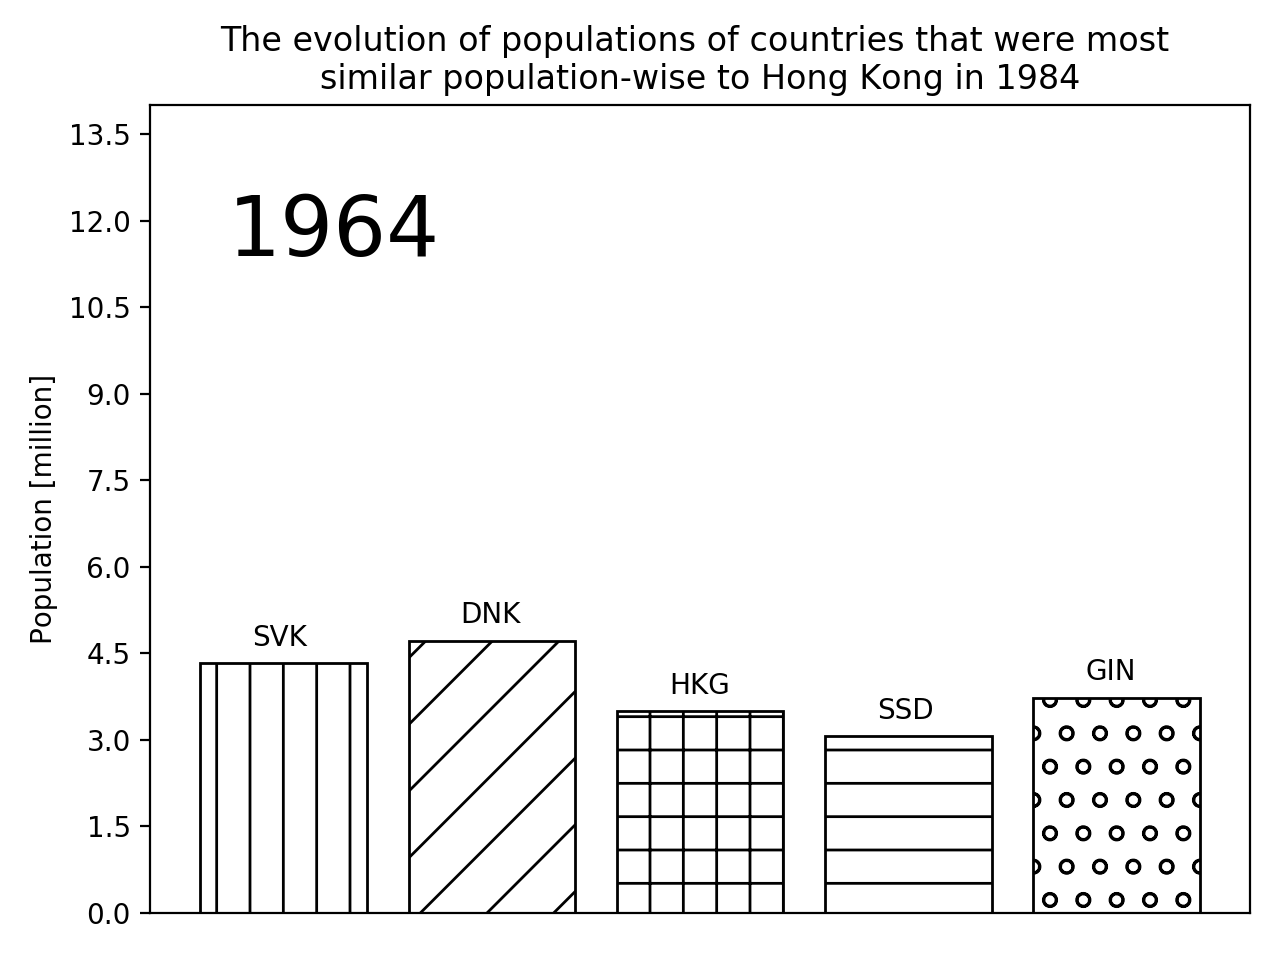 The evolution of populations of countries that were most
similar population-wise to Hong Kong in 1984
13.5
12.0
10.5
9.0
7.5
6.0
4.5
3.0
1.5
0.0
Population [million]
1964
SVK
DNK
HKG
SSD
GIN